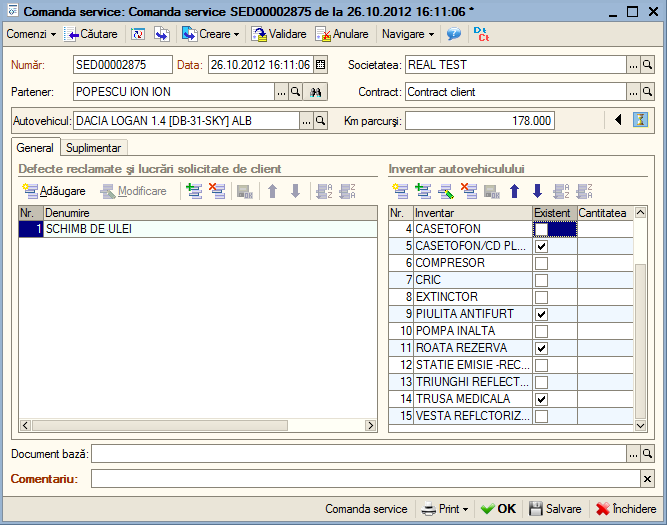 Comanda service: Comanda service SED00002875 de la 26.10.2012 16:11:06 *
Comenzi Căutare Creare Validare Anulare Navigare Dt Ct
Număr: SED00002875 Data: 26.10.2012 16:11:06 Societatea: REAL TEST ...
Partener: POPESCU ION ION ... Contract: Contract client ...
Autovehicul: DACIA LOGAN 1.4 [DB-31-SKY] ALB ... Km parcurşi: 178.000
General Suplimentar
Defecte reclamate şi lucrări solicitate de client Inventar autovehiculului
Adăugare Modificare
Nr. Denumire Nr. Inventar Existent Cantitatea
1 SCHIMB DE ULEI
4 CASETOFON
5 CASETOFON/CD PL...
6 COMPRESOR
7 CRIC
8 EXTINCTOR
9 PIULITA ANTIFURT
10 POMPA INALTA
11 ROATA REZERVA
12 STATIE EMISIE -REC...
13 TRIUNGHI REFLECT...
14 TRUSA MEDICALA
15 VESTA REFLCTORIZ...
Document bază: ...
Comentariu:
Comanda service Print OK Salvare Închidere